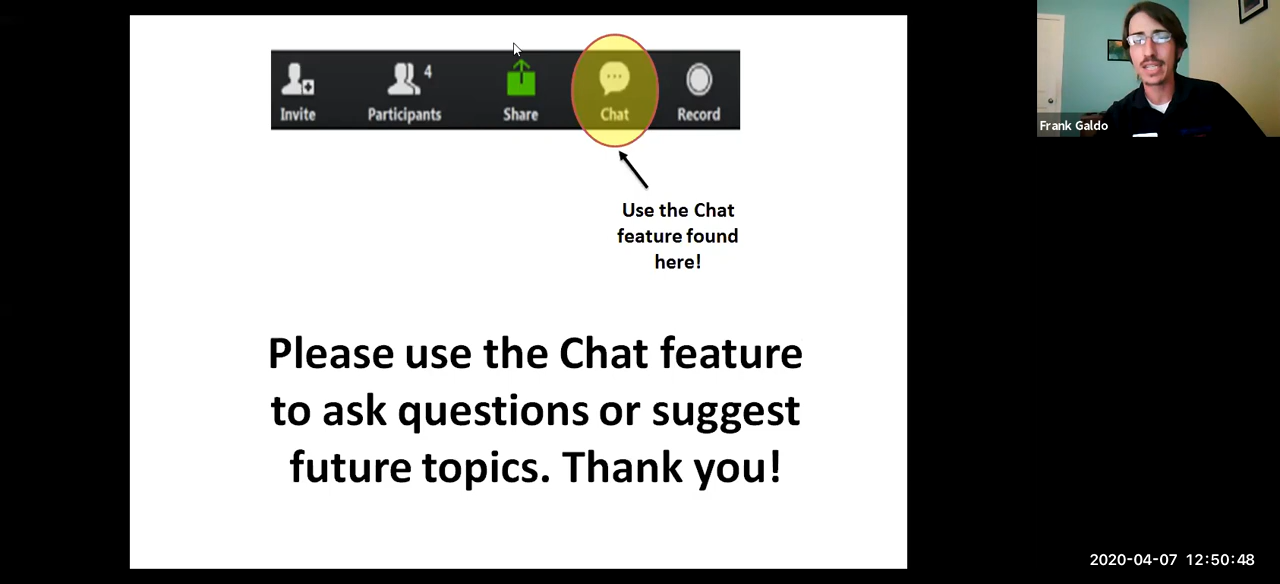 Invite
Participants
4
Share
Chat
Record
Frank Galdo
Use the Chat
feature found
here!
Please use the Chat feature
to ask questions or suggest
future topics. Thank you!
2020-04-07 12:50:48